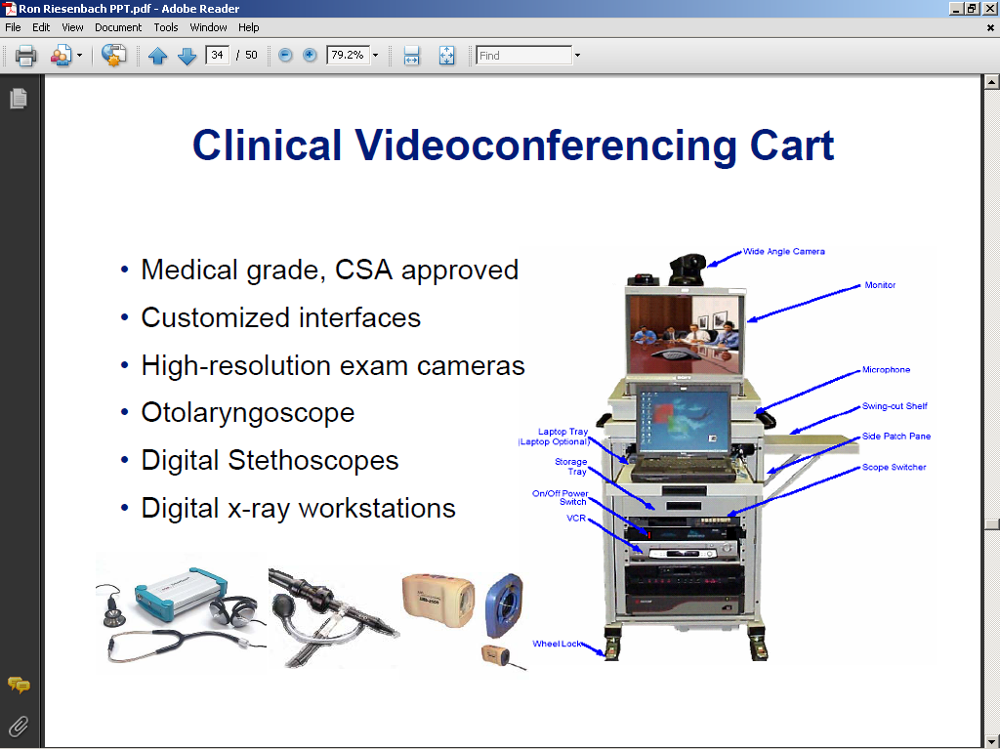 Ron Riesenbach PPT.pdf - Adobe Reader
File Edit View Document Tools Window Help
34 / 50 79.2% Find
Clinical Videoconferencing Cart
• Medical grade, CSA approved
• Customized interfaces
• High-resolution exam cameras
• Otolaryngoscope
• Digital Stethoscopes
• Digital x-ray workstations
Wide Angle Camera
Monitor
Microphone
Swing-out Shelf
Side Patch Pane
Scope Switcher
Laptop Tray
(Laptop Optional)
Storage
Tray
On/Off Power
Switch
VCR
Wheel Lock